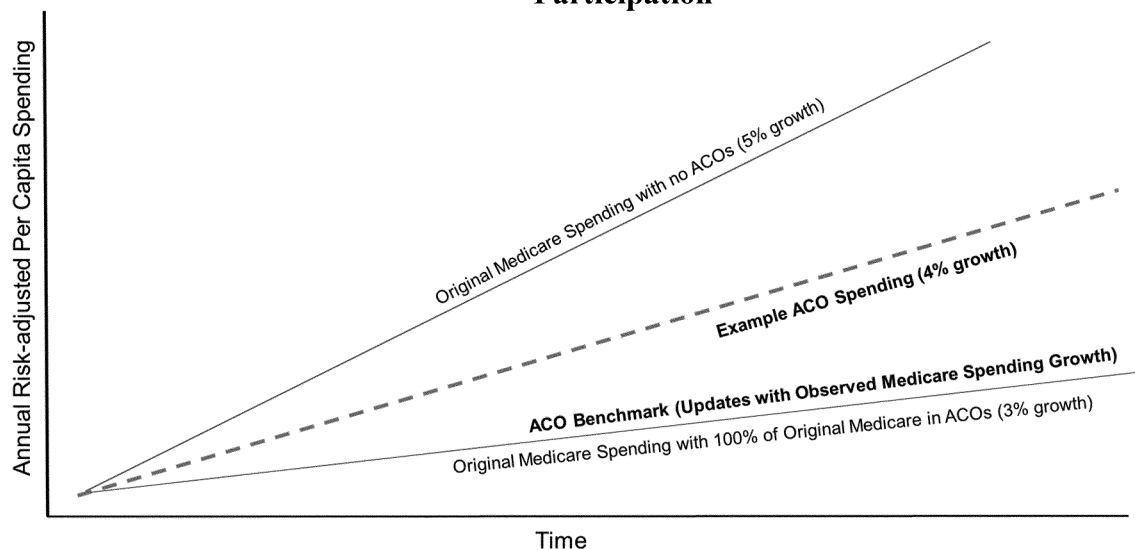 Participation
Annual Risk-adjusted Per Capita Spending
Original Medicare Spending with no ACOs (5% growth)
Example ACO Spending (4% growth)
ACO Benchmark (Updates with Observed Medicare Spending Growth)
Original Medicare Spending with 100% of Original Medicare in ACOs (3% growth)
Time